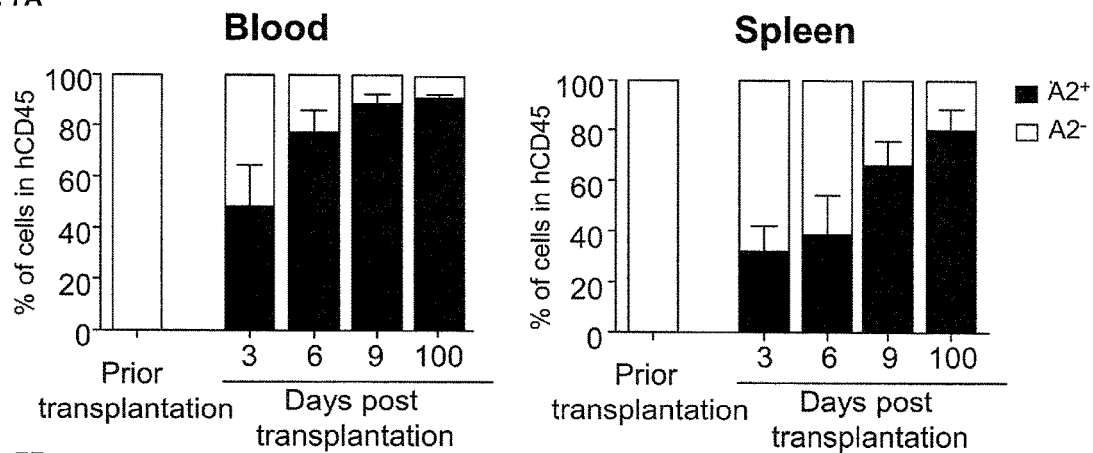 Blood
% of cells in hCD45
100
80
60
40
20
0
Prior
transplantation
3 6 9 100
Days post
transplantation
Spleen
% of cells in hCD45
100
80
60
40
20
0
Prior
transplantation
3 6 9 100
Days post
transplantation
A2+
A2-